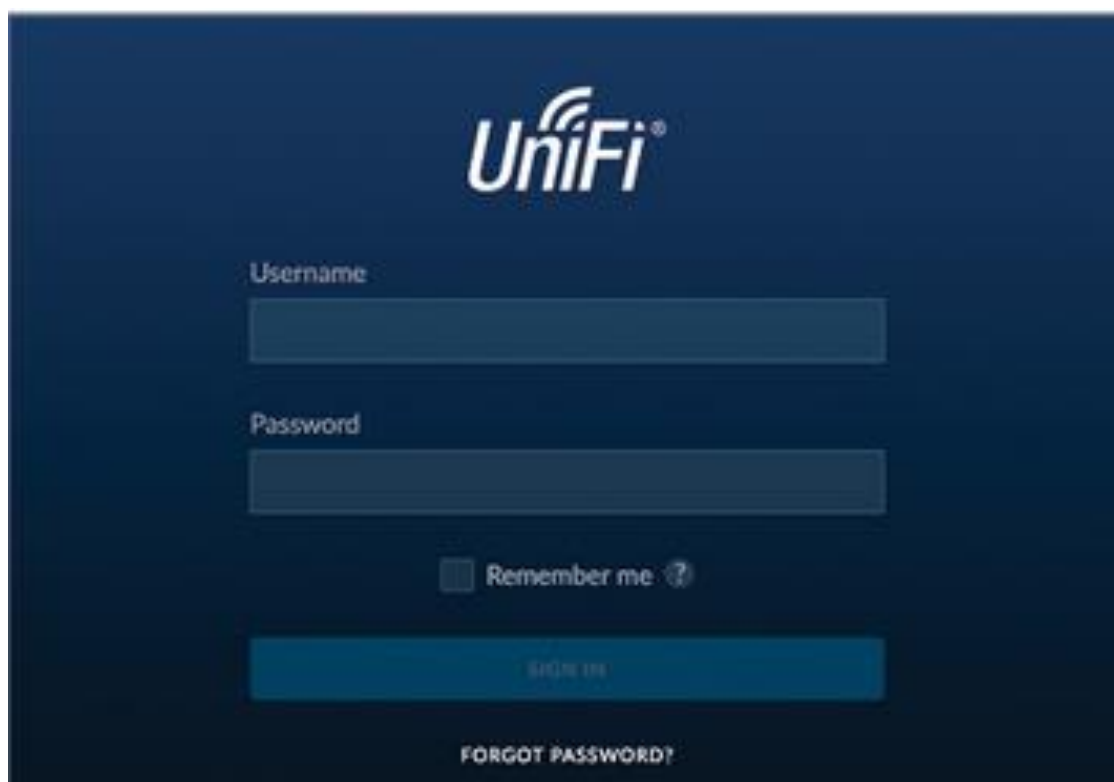 UniFi®
Username
Password
Remember me ?
SIGN IN
FORGOT PASSWORD?